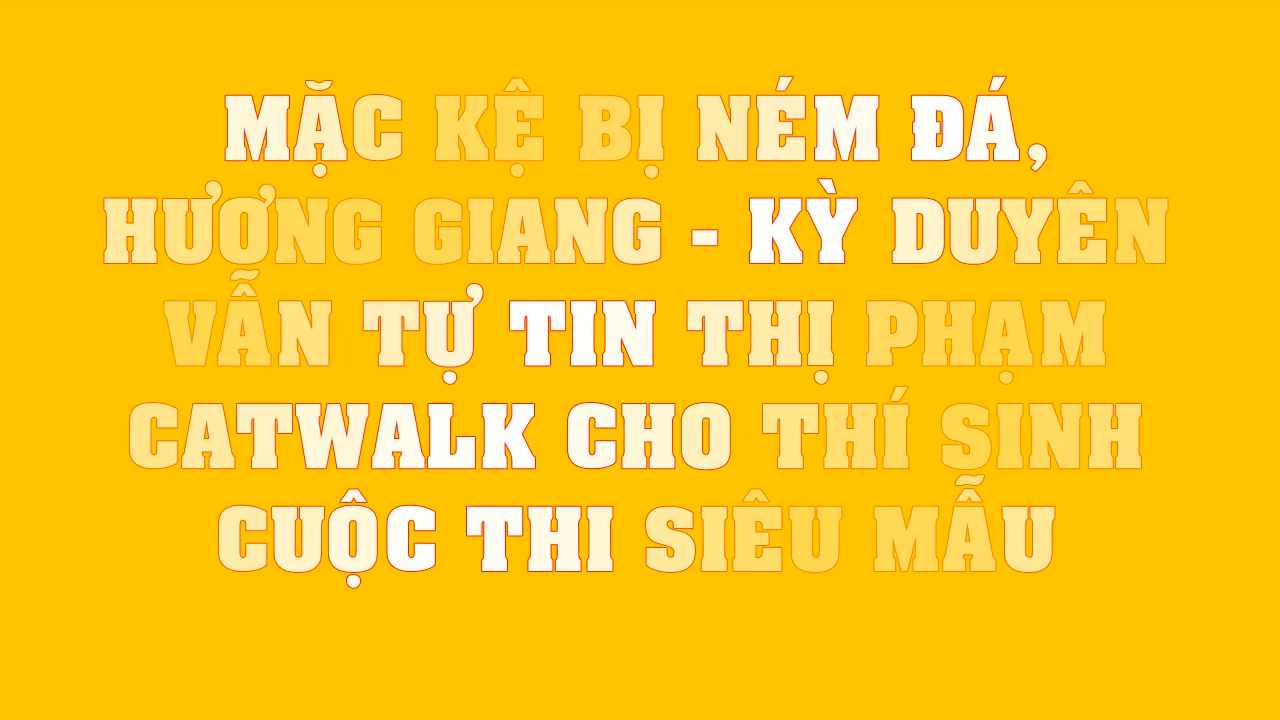 MẶC KỆ BỊ NÉM ĐÁ,
HƯƠNG GIANG - KỲ DUYÊN
VẪN TỰ TIN THỊ PHẠM
CATWALK CHO THÍ SINH
CUỘC THI SIÊU MẪU